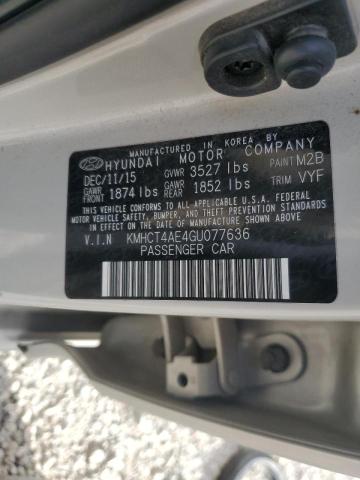 MANUFACTURED IN KOREA BY
HYUNDAI MOTOR COMPANY
DEC/11/15 GVWR 3527 lbs PAINT M2B
GAWR FRONT 1874 lbs GAWR REAR 1852 lbs TRIM VYF
THIS VEHICLE CONFORMS TO ALL APPLICABLE U.S.A. FEDERAL
MOTOR VEHICLE SAFETY, BUMPER, AND THEFT PREVENTION
STANDARDS IN EFFECT ON THE DATE OF
MANUFACTURE SHOWN ABOVE.
V.I.N KMHCT4AE4GU077636
PASSENGER CAR